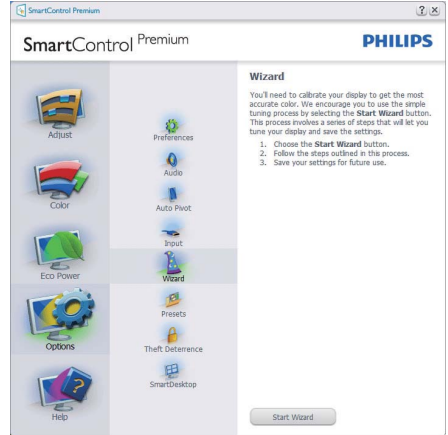 SmartControl Premium
SmartControl Premium
PHILIPS
Adjust
Color
Eco Power
Options
Help
Preferences
Audio
Auto Pivot
Input
Wizard
Presets
Theft Deterrence
SmartDesktop
Wizard
You'll need to calibrate your display to get the most
accurate color. We encourage you to use the simple
tuning process by selecting the Start Wizard button.
This process involves a series of steps that will let you
tune your display and save the settings.
1. Choose the Start Wizard button.
2. Follow the steps outlined in this process.
3. Save your settings for future use.
Start Wizard